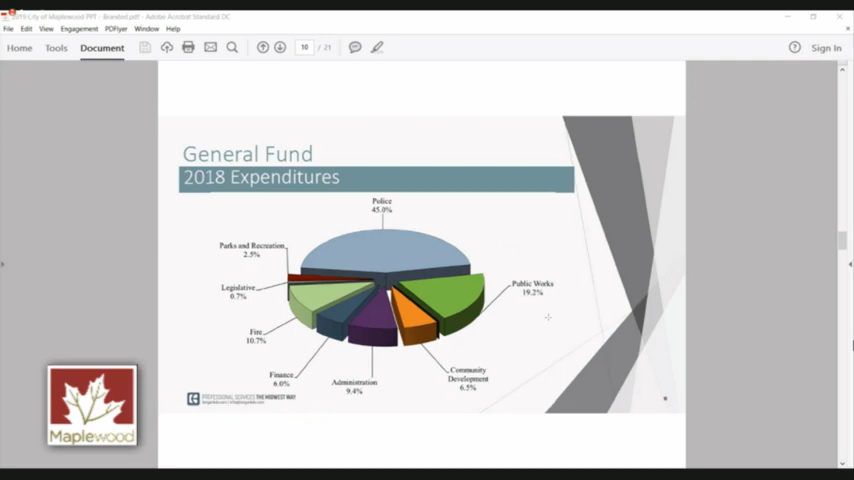 2019 City of Maplewood PPT - Branded.pdf - Adobe Acrobat Standard DC
File Edit View Engagement PDFlyer Window Help
Home Tools Document 10 / 21 Sign In
General Fund
2018 Expenditures
Police
45.0%
Parks and Recreation
2.5%
Public Works
19.2%
Legislative
0.7%
Fire
10.7%
Community
Development
6.5%
Finance
6.0%
Administration
9.4%
PROFESSIONAL SERVICES THE MIDWEST WAY
Maplewood